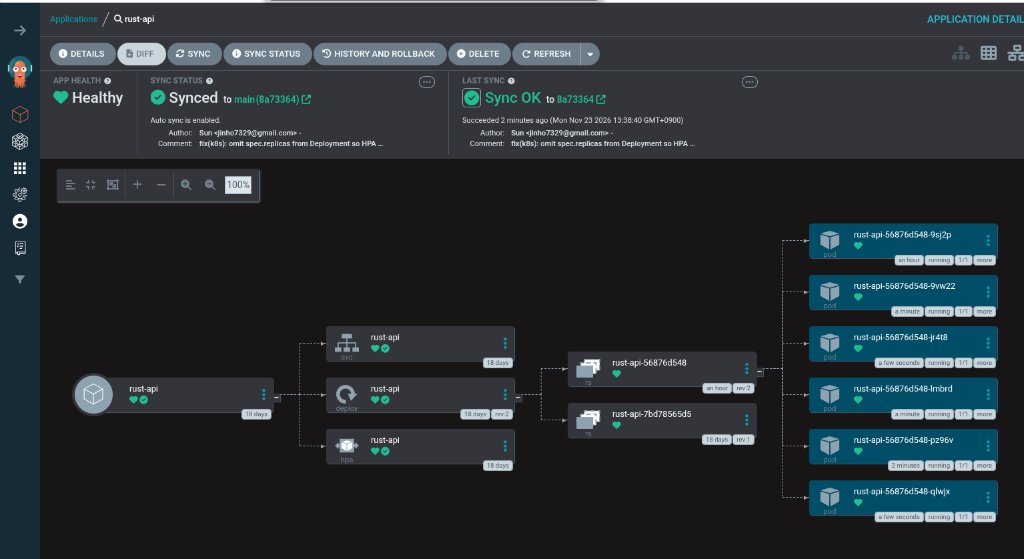 Applications / rust-api
APPLICATION DETAIL
DETAILS DIFF SYNC SYNC STATUS HISTORY AND ROLLBACK DELETE REFRESH
APP HEALTH
Healthy
SYNC STATUS
Synced to main (8a73364)
Auto sync is enabled.
Author: Sun <jinho7329@gmail.com> -
Comment: fix(k8s): omit spec.replicas from Deployment so HPA ...
LAST SYNC
Sync OK to 8a73364
Succeeded 2 minutes ago (Mon Nov 23 2026 13:38:40 GMT+0900)
Author: Sun <jinho7329@gmail.com> -
Comment: fix(k8s): omit spec.replicas from Deployment so HPA ...
100%
rust-api
18 days
rust-api
svc
18 days
rust-api
deploy
18 days rev:2
rust-api
hpa
18 days
rust-api-56876d548
rs
an hour rev:2
rust-api-7bd78565d5
rs
18 days rev:1
rust-api-56876d548-9sj2p
pod
an hour running 1/1 more
rust-api-56876d548-9vw22
pod
a minute running 1/1 more
rust-api-56876d548-jr4t8
pod
a few seconds running 1/1 more
rust-api-56876d548-lmbrd
pod
a minute running 1/1 more
rust-api-56876d548-pz96v
pod
2 minutes running 1/1 more
rust-api-56876d548-qlwjx
pod
a few seconds running 1/1 more